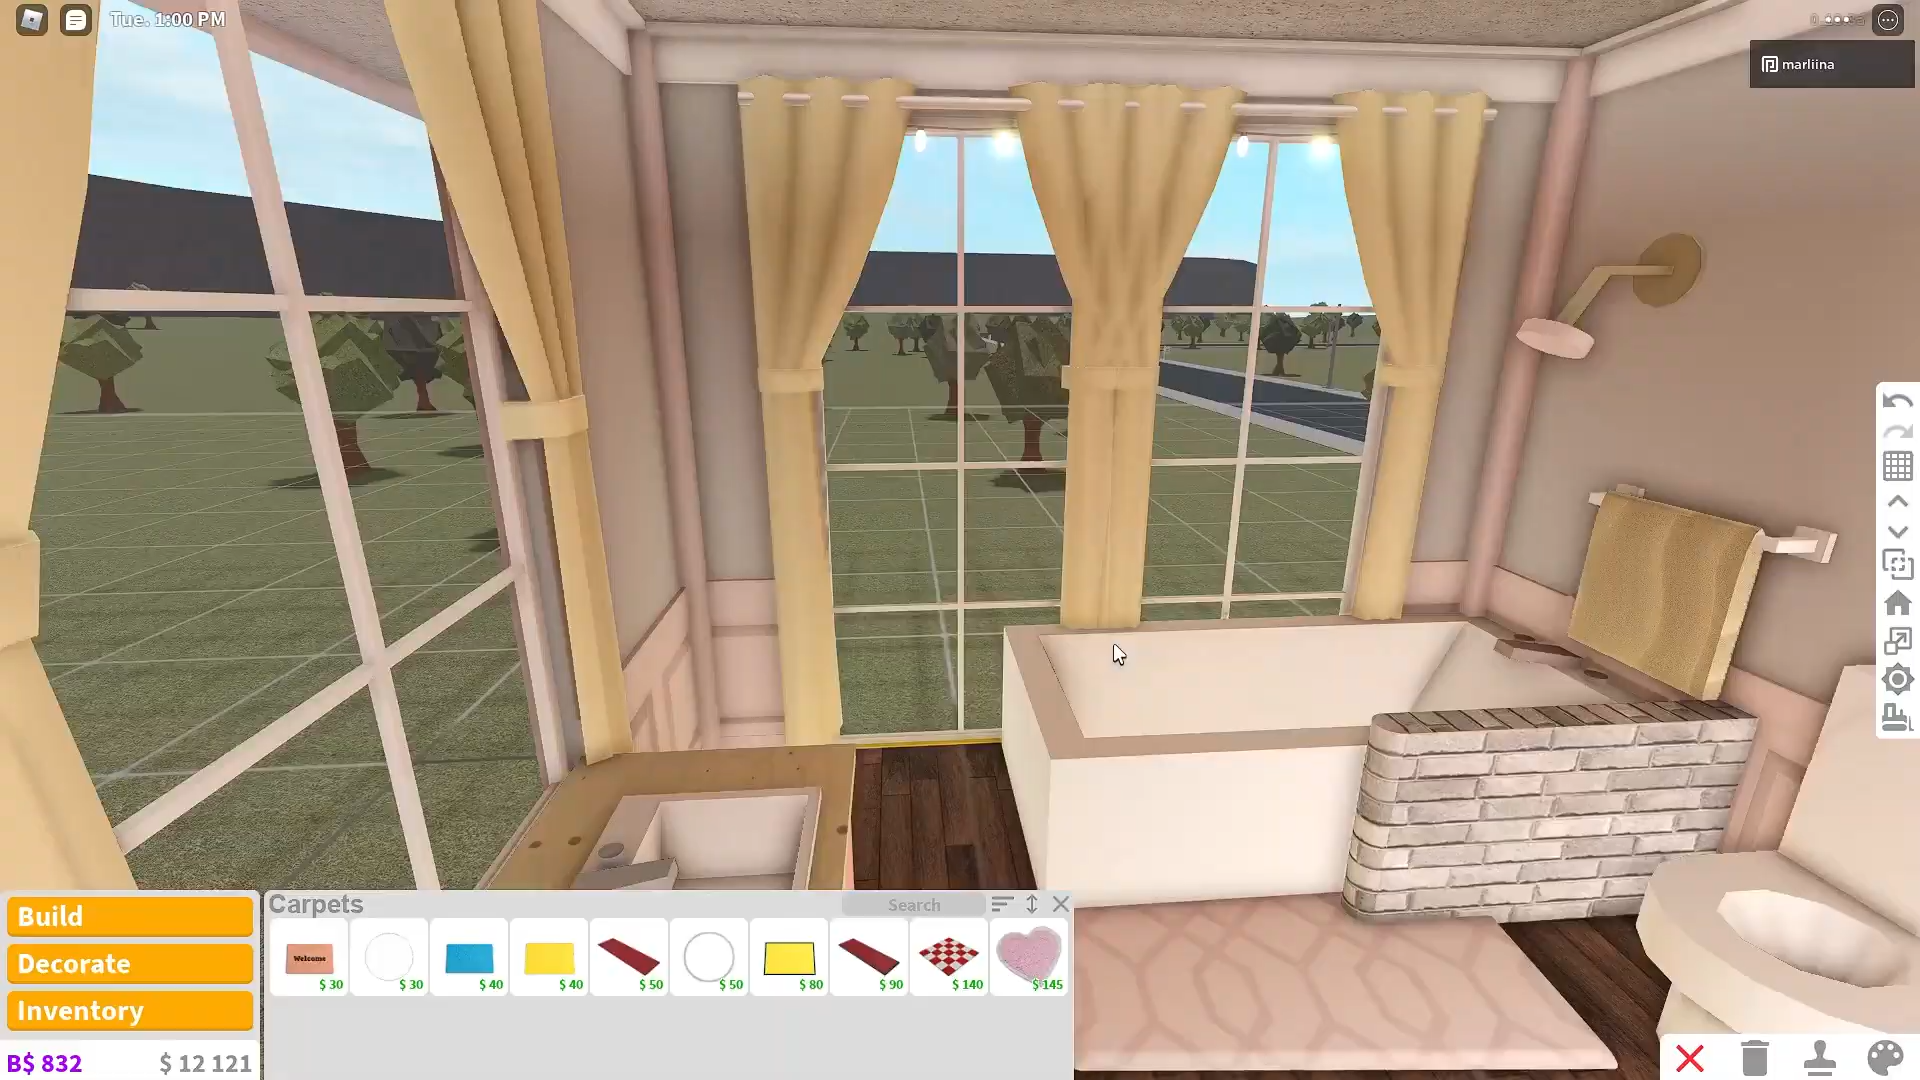 Tue. 1:00 PM
marliina
Build
Decorate
Inventory
B$ 832
$ 12 121
Carpets
Search
Welcome
$ 30
$ 30
$ 40
$ 40
$ 50
$ 50
$ 80
$ 90
$ 140
$ 145